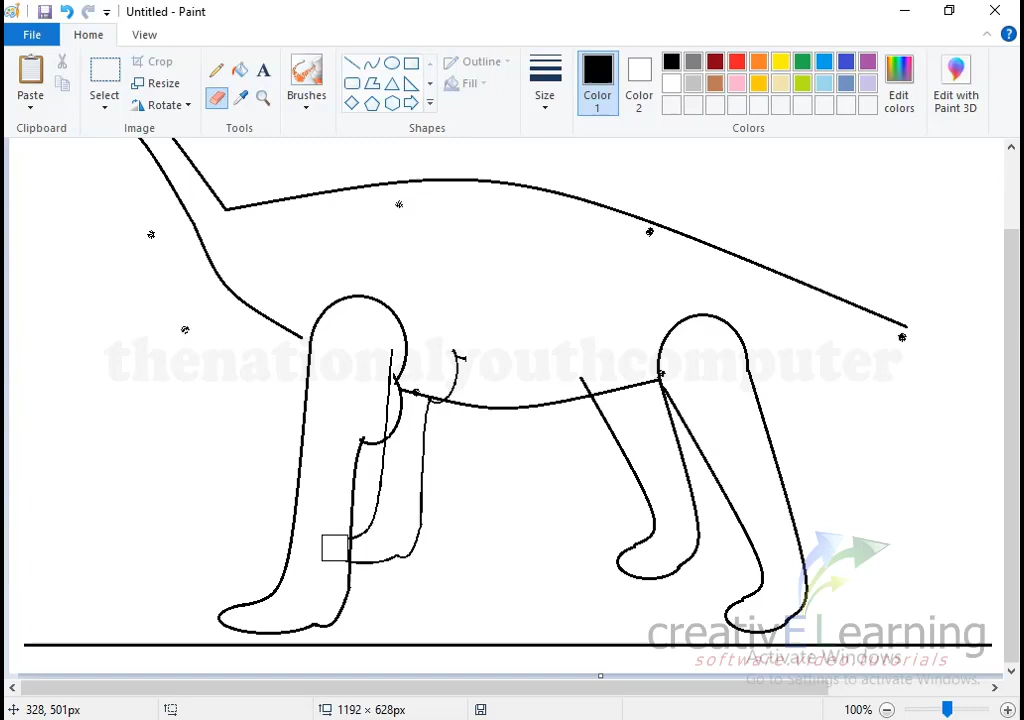 Untitled - Paint
File Home View
Paste
Crop
Select
Resize
Rotate
Brushes
Outline
Fill
Size
Color 1
Color 2
Edit colors
Edit with Paint 3D
Clipboard
Image
Tools
Shapes
Colors
thenationalyouthcomputer
creativELearning
software.video.tutorials
Activate Windows
Go to Settings to activate Windows.
328, 501px
1192 × 628px
100%